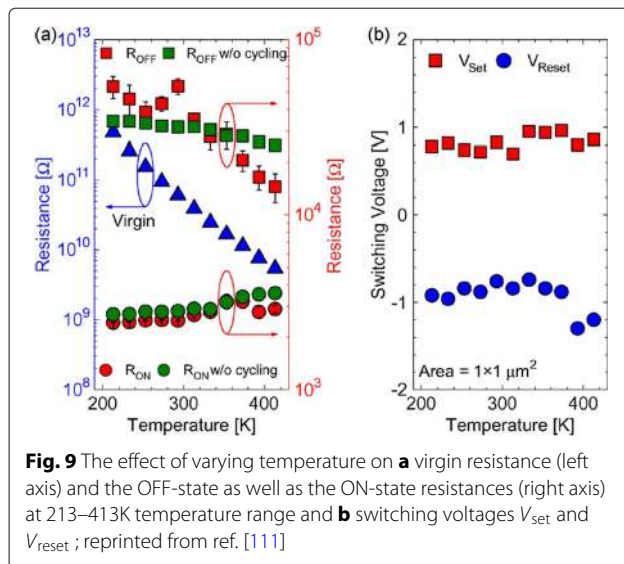 (a)
10^13
10^12
10^11
10^10
10^9
10^8
Resistance [Ω]
R_OFF
R_OFF w/o cycling
Virgin
R_ON
R_ON w/o cycling
10^5
10^4
10^3
Resistance [Ω]
200 300 400
Temperature [K]
(b)
2
1
0
-1
-2
Switching Voltage [V]
V_Set
V_Reset
Area = 1×1 μm^2
200 300 400
Temperature [K]
Fig. 9 The effect of varying temperature on a virgin resistance (left
axis) and the OFF-state as well as the ON-state resistances (right axis)
at 213–413K temperature range and b switching voltages V_set and
V_reset ; reprinted from ref. [111]